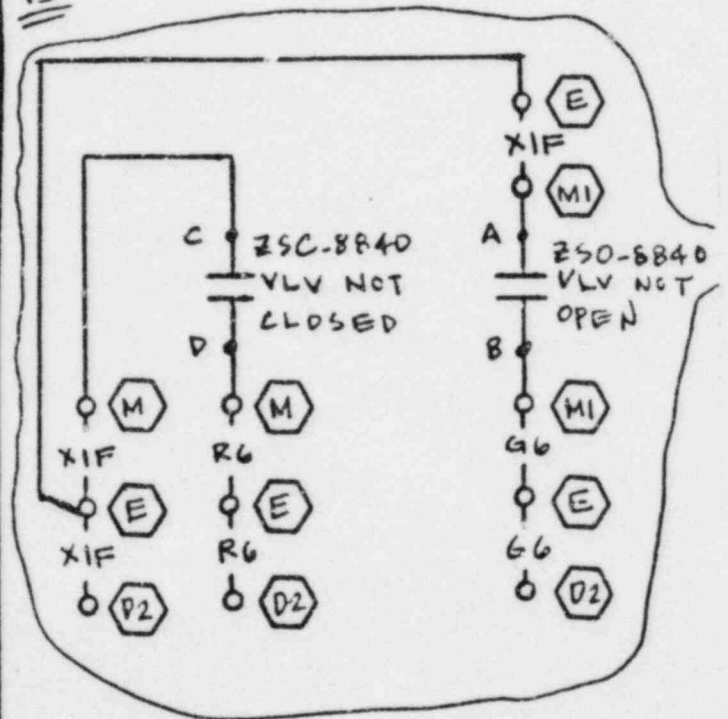 E
X1F
M1
C ZSC-8840
VLV NOT
CLOSED
D
A ZSO-8840
VLV NOT
OPEN
B
M M M1
X1F R6 G6
E E E
X1F R6 G6
D2 D2 D2